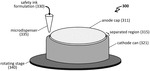 safety ink
formulation (330)
300
microdispenser
(335)
anode cap (311)
separated region (315)
cathode can (321)
rotating stage
(340)